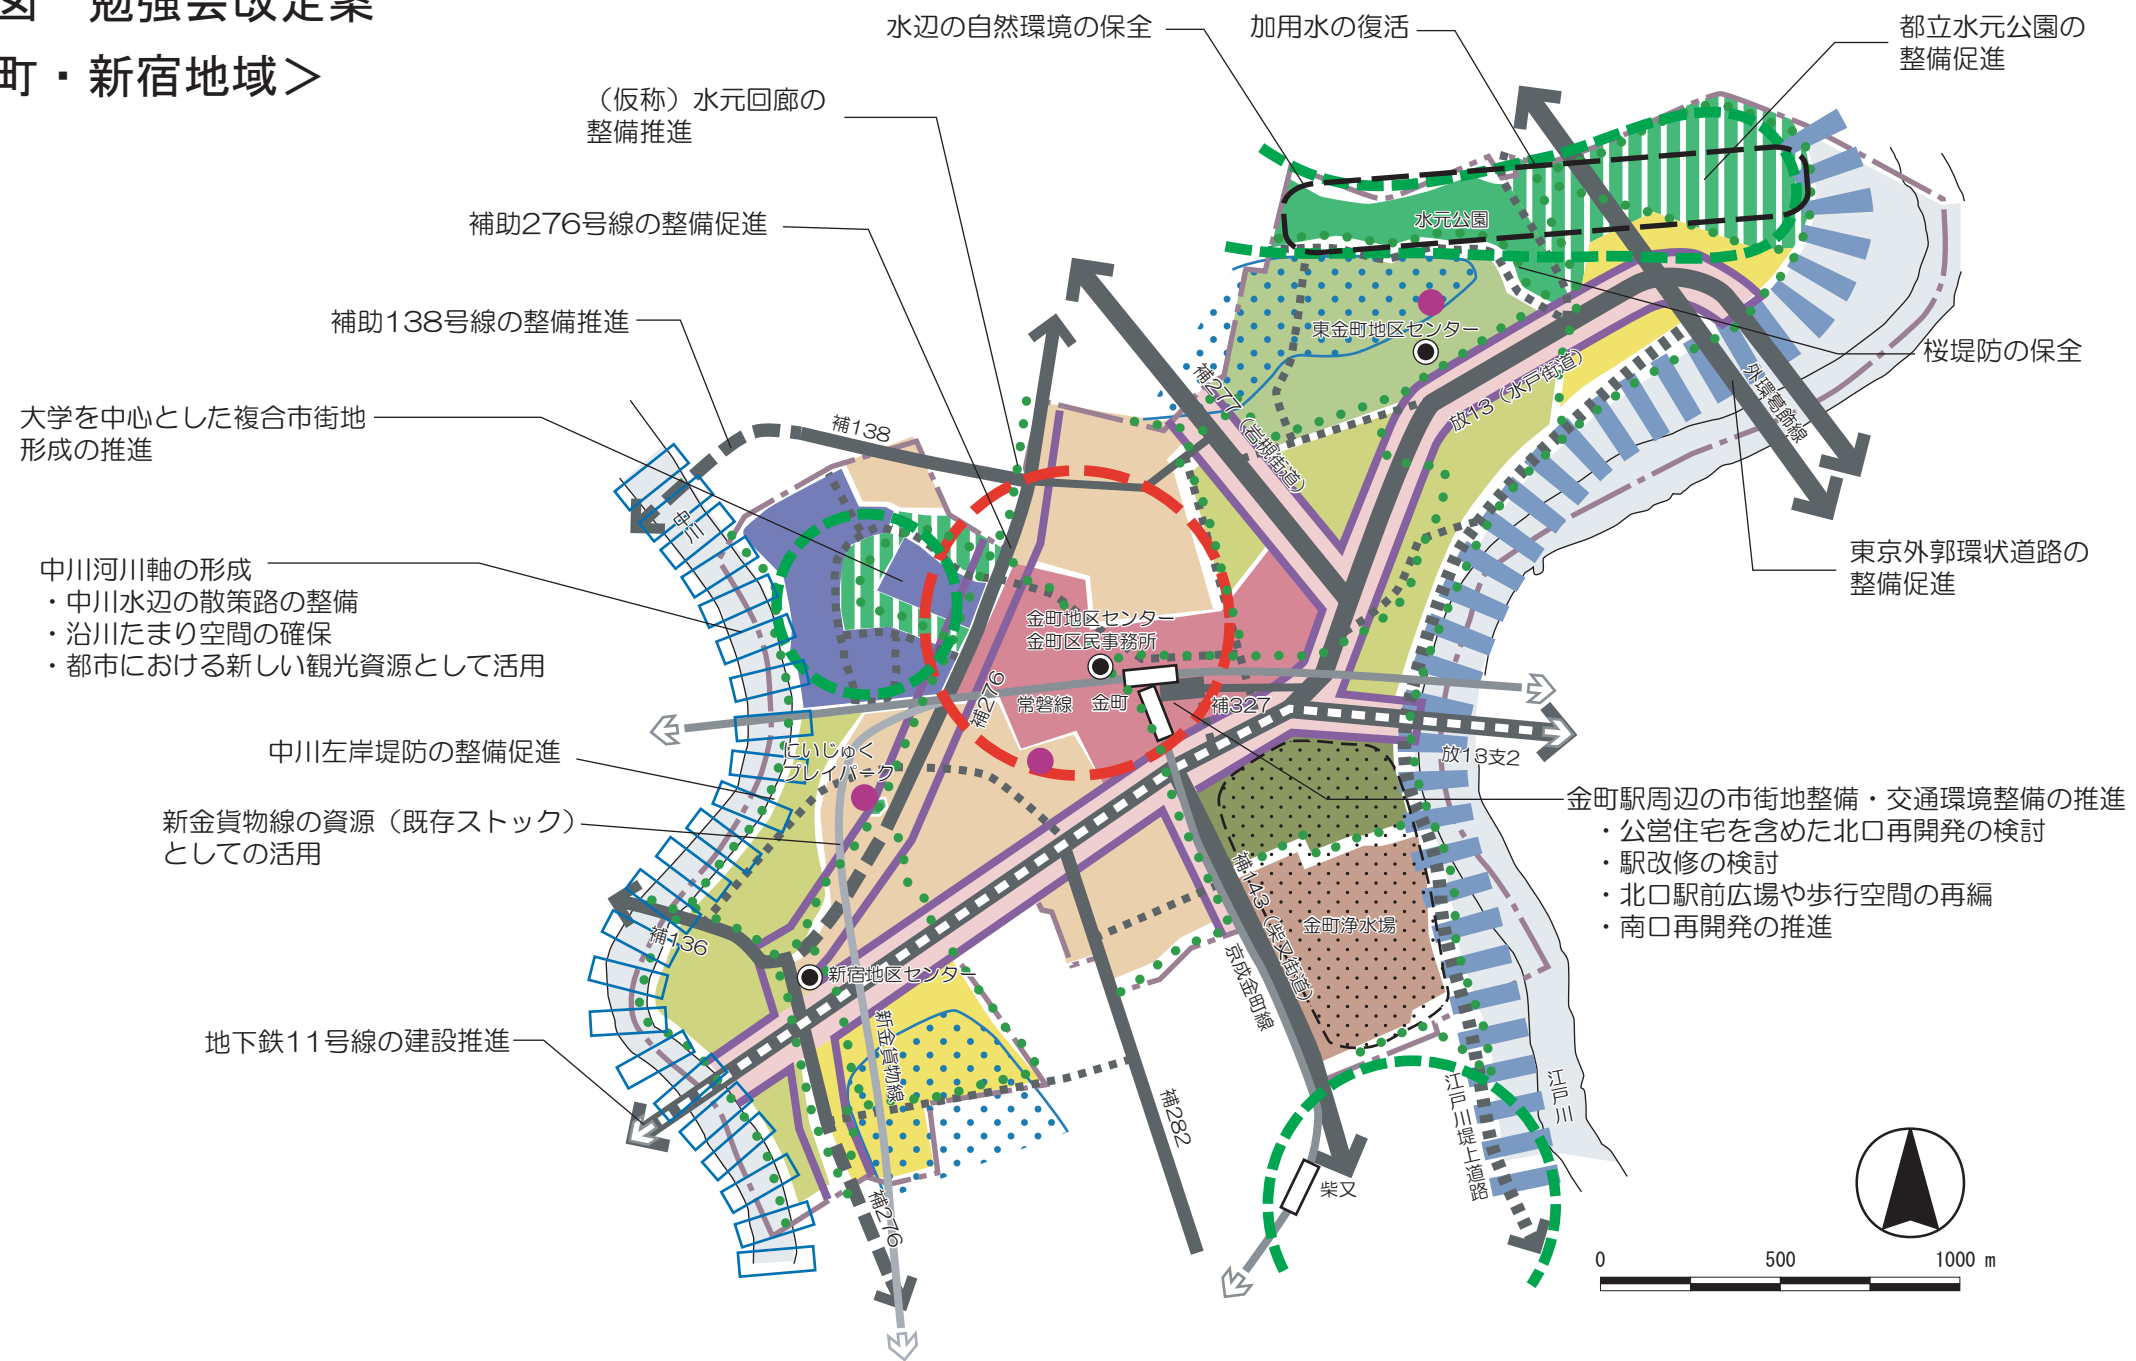 図 勉強会改定案
町・新宿地域＞
水辺の自然環境の保全
加用水の復活
都立水元公園の
整備促進
（仮称）水元回廊の
整備推進
補助276号線の整備促進
補助138号線の整備推進
大学を中心とした複合市街地
形成の推進
中川河川軸の形成
・中川水辺の散策路の整備
・沿川たまり空間の確保
・都市における新しい観光資源として活用
中川左岸堤防の整備促進
新金貨物線の資源（既存ストック）
としての活用
地下鉄11号線の建設推進
桜堤防の保全
東京外郭環状道路の
整備促進
金町駅周辺の市街地整備・交通環境整備の推進
・公営住宅を含めた北口再開発の検討
・駅改修の検討
・北口駅前広場や歩行空間の再編
・南口再開発の推進
水元公園
東金町地区センター
補277（岩槻街道）
放13（水戸街道）
外環葛飾線
補138
中川
金町地区センター
金町区民事務所
補276
常磐線
金町
補327
放13支2
にいじゅく
プレイパーク
補136
新宿地区センター
新金貨物線
補143（柴又街道）
京成金町線
金町浄水場
補282
補276
柴又
江戸川堤上道路
江戸川
0 500 1000 m